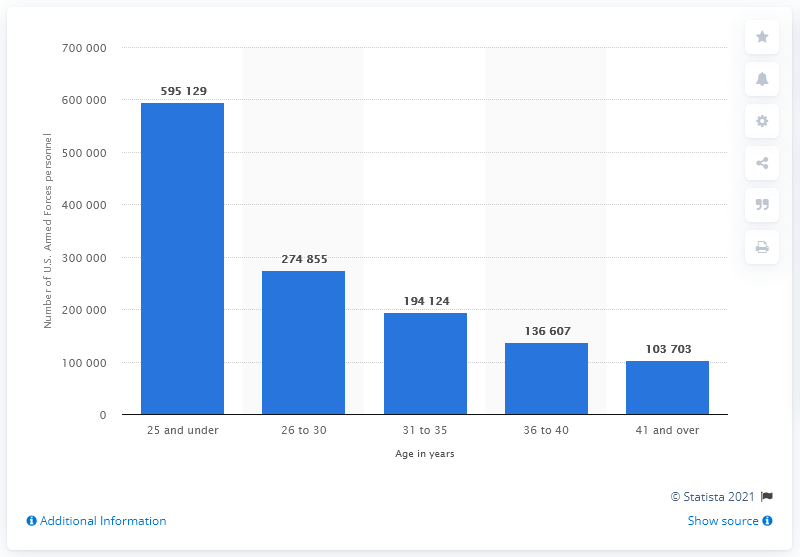 700 000
600 000
500 000
400 000
300 000
200 000
100 000
0
Number of U.S. Armed Forces personnel
595 129
274 855
194 124
136 607
103 703
25 and under
26 to 30
31 to 35
36 to 40
41 and over
Age in years
© Statista 2021
Additional Information
Show source